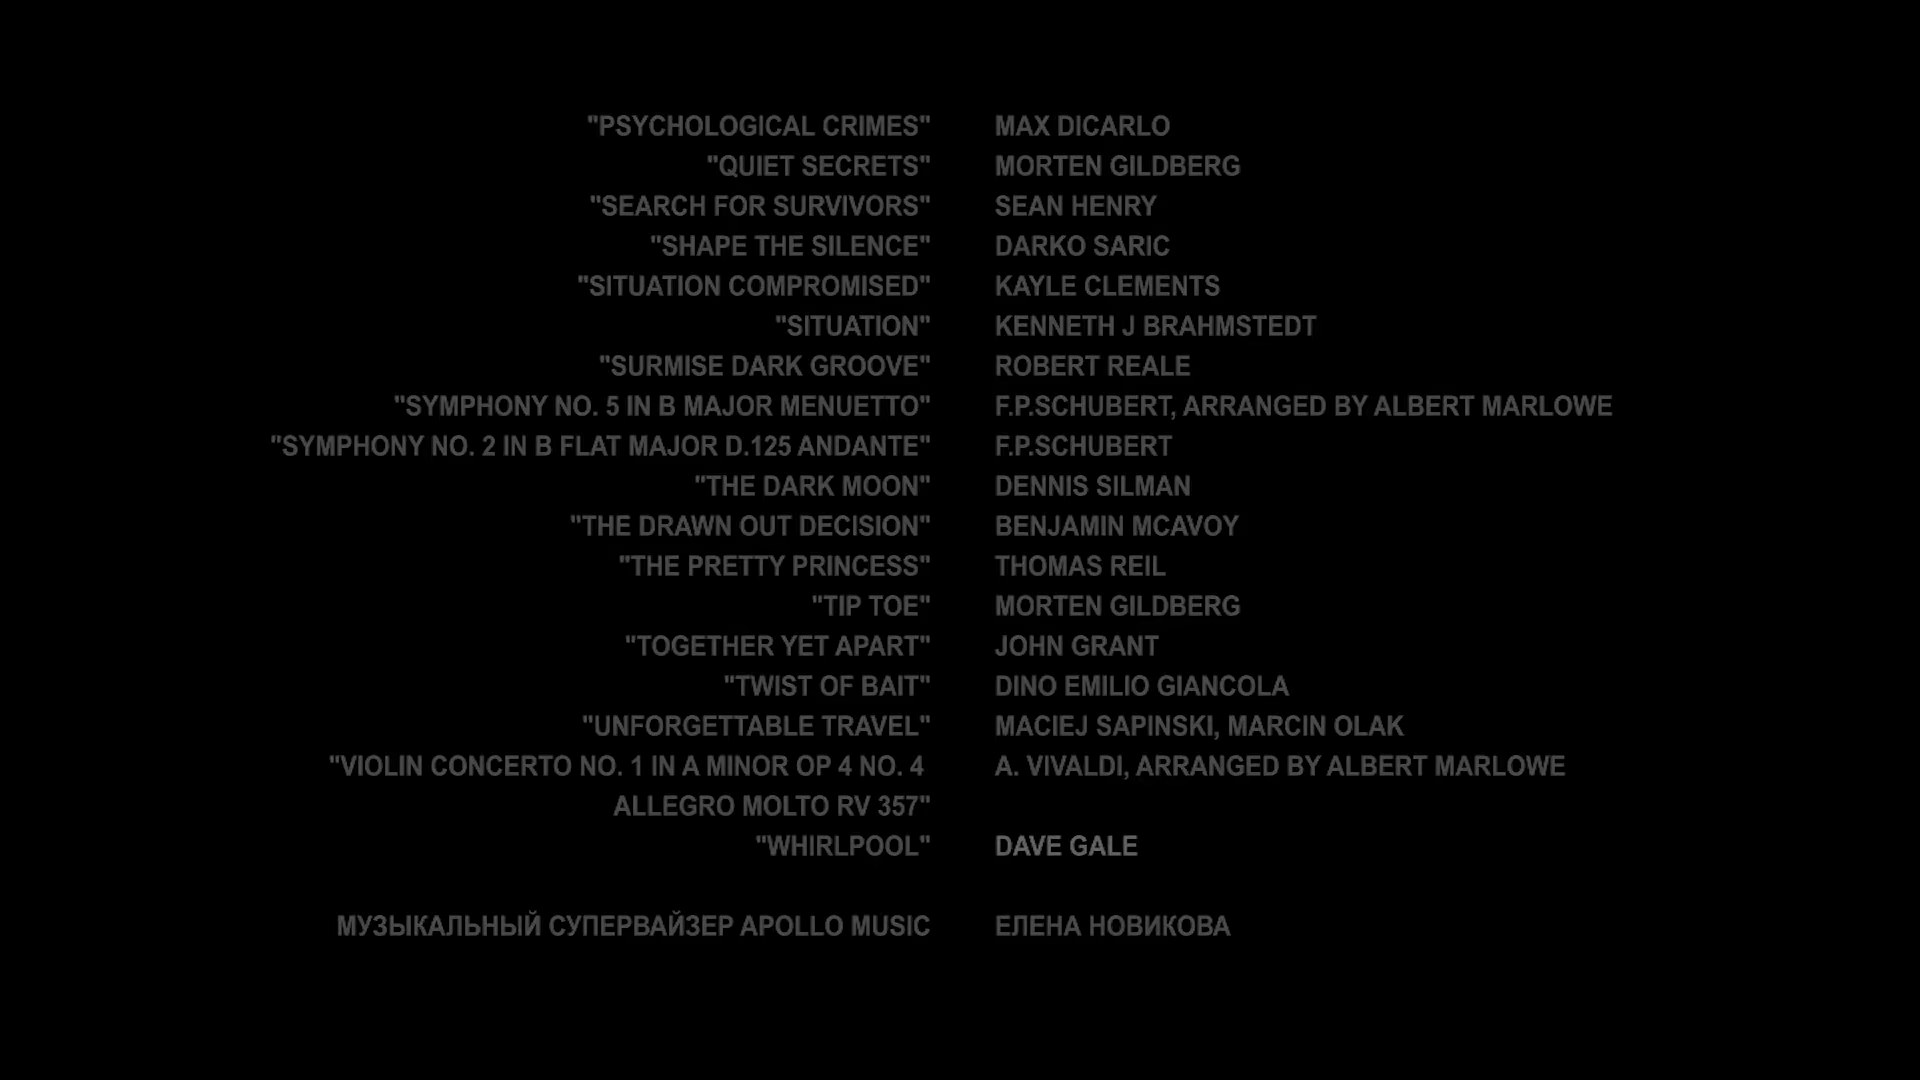 "PSYCHOLOGICAL CRIMES" MAX DICARLO
"QUIET SECRETS" MORTEN GILDBERG
"SEARCH FOR SURVIVORS" SEAN HENRY
"SHAPE THE SILENCE" DARKO SARIC
"SITUATION COMPROMISED" KAYLE CLEMENTS
"SITUATION" KENNETH J BRAHMSTEDT
"SURMISE DARK GROOVE" ROBERT REALE
"SYMPHONY NO. 5 IN B MAJOR MENUETTO" F.P.SCHUBERT, ARRANGED BY ALBERT MARLOWE
"SYMPHONY NO. 2 IN B FLAT MAJOR D.125 ANDANTE" F.P.SCHUBERT
"THE DARK MOON" DENNIS SILMAN
"THE DRAWN OUT DECISION" BENJAMIN MCAVOY
"THE PRETTY PRINCESS" THOMAS REIL
"TIP TOE" MORTEN GILDBERG
"TOGETHER YET APART" JOHN GRANT
"TWIST OF BAIT" DINO EMILIO GIANCOLA
"UNFORGETTABLE TRAVEL" MACIEJ SAPINSKI, MARCIN OLAK
"VIOLIN CONCERTO NO. 1 IN A MINOR OP 4 NO. 4 A. VIVALDI, ARRANGED BY ALBERT MARLOWE
ALLEGRO MOLTO RV 357"
"WHIRLPOOL" DAVE GALE
МУЗЫКАЛЬНЫЙ СУПЕРВАЙЗЕР APOLLO MUSIC ЕЛЕНА НОВИКОВА